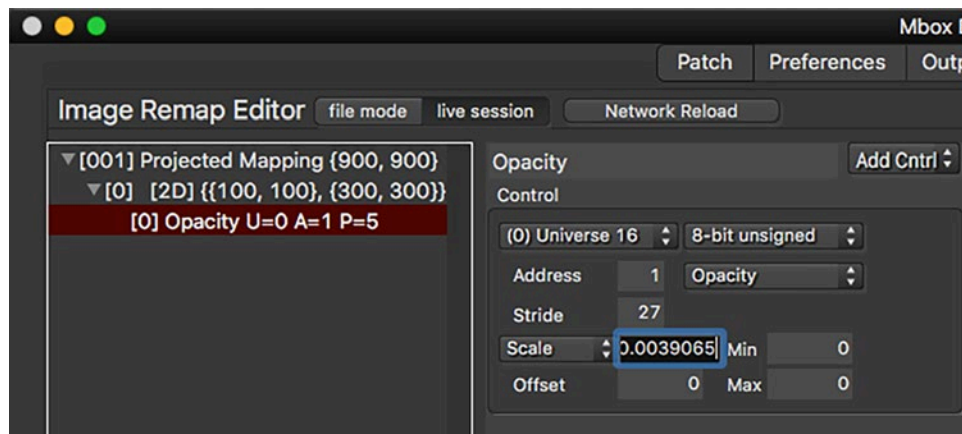 Mbox
Patch Preferences
Image Remap Editor file mode live session Network Reload
[001] Projected Mapping {900, 900}
[0] [2D] {{100, 100}, {300, 300}}
[0] Opacity U=0 A=1 P=5
Opacity Add Cntrl
Control
(0) Universe 16 8-bit unsigned
Address 1 Opacity
Stride 27
Scale 0.0039065 Min 0
Offset 0 Max 0